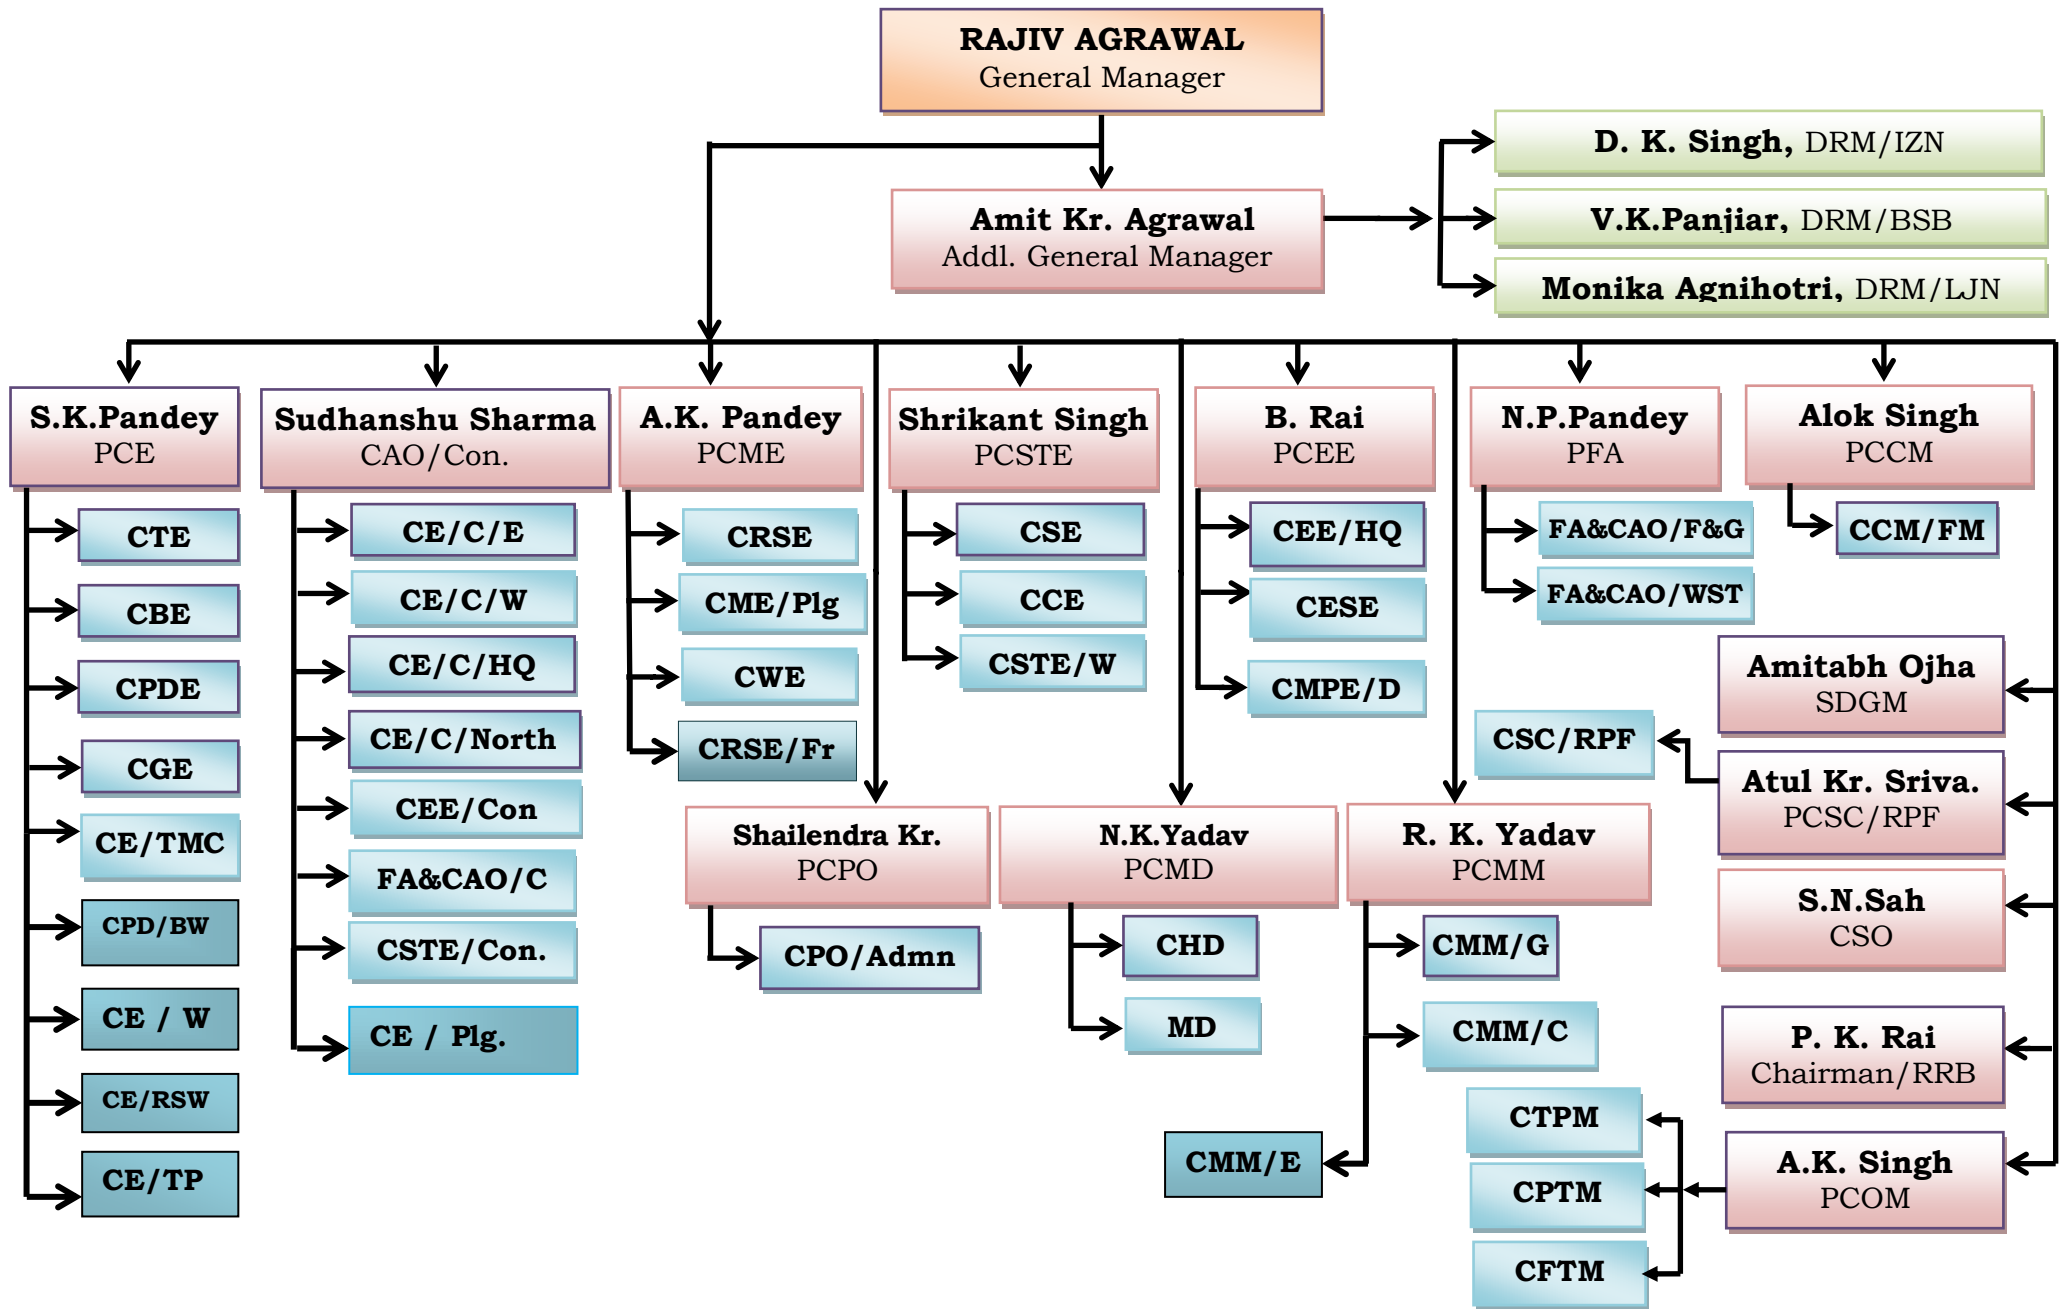 RAJIV AGRAWAL
General Manager
D. K. Singh, DRM/IZN
Amit Kr. Agrawal
Addl. General Manager
V.K.Panjiar, DRM/BSB
Monika Agnihotri, DRM/LJN
S.K.Pandey
PCE
Sudhanshu Sharma
CAO/Con.
A.K. Pandey
PCME
Shrikant Singh
PCSTE
B. Rai
PCEE
N.P.Pandey
PFA
Alok Singh
PCCM
CTE
CBE
CPDE
CGE
CE/TMC
CPD/BW
CE / W
CE/RSW
CE/TP
CE/C/E
CE/C/W
CE/C/HQ
CE/C/North
CEE/Con
FA&CAO/C
CSTE/Con.
CE / Plg.
CRSE
CME/Plg
CWE
CRSE/Fr
CSE
CCE
CSTE/W
CEE/HQ
CESE
CMPE/D
FA&CAO/F&G
FA&CAO/WST
CCM/FM
Shailendra Kr.
PCPO
CPO/Admn
N.K.Yadav
PCMD
CHD
MD
R. K. Yadav
PCMM
CMM/G
CMM/C
CMM/E
Amitabh Ojha
SDGM
CSC/RPF
Atul Kr. Sriva.
PCSC/RPF
S.N.Sah
CSO
P. K. Rai
Chairman/RRB
A.K. Singh
PCOM
CTPM
CPTM
CFTM